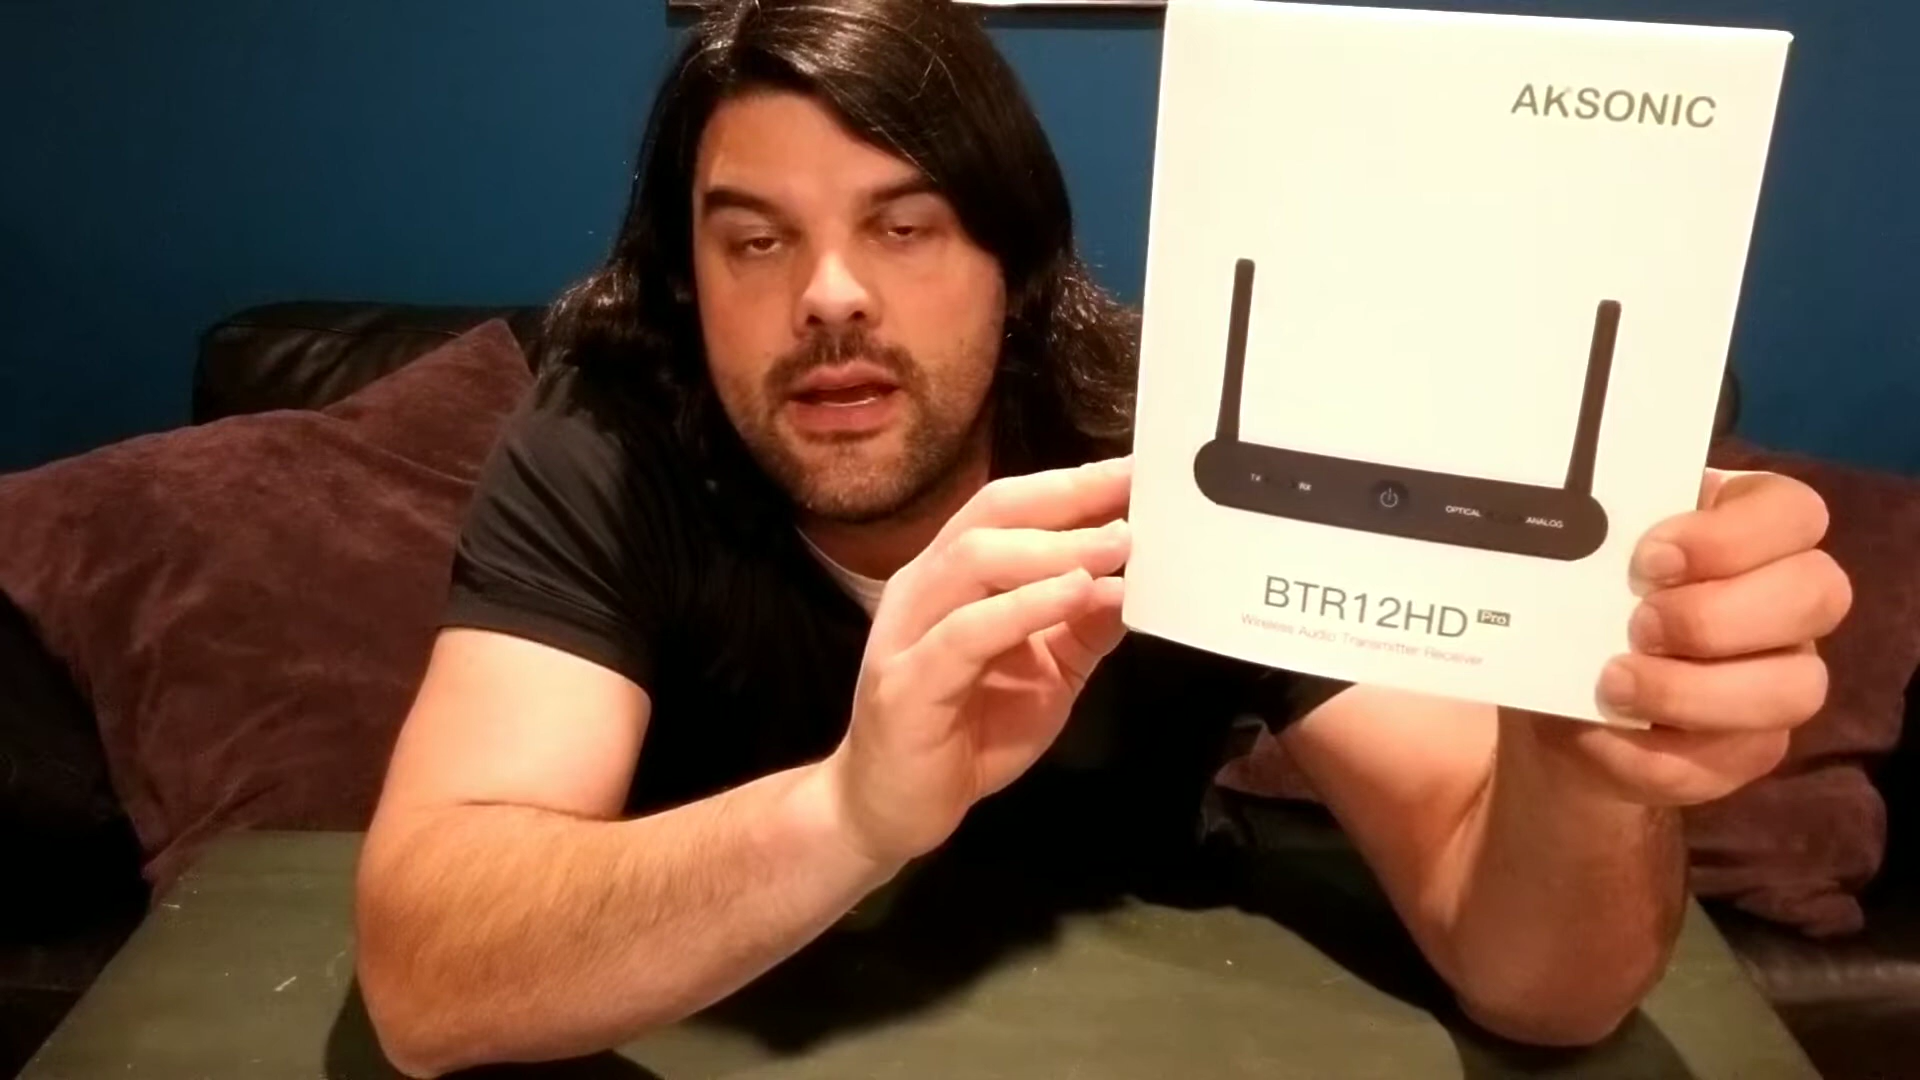 AKSONIC
TX RX
OPTICAL ANALOG
BTR12HD Pro
Wireless Audio Transmitter Receiver